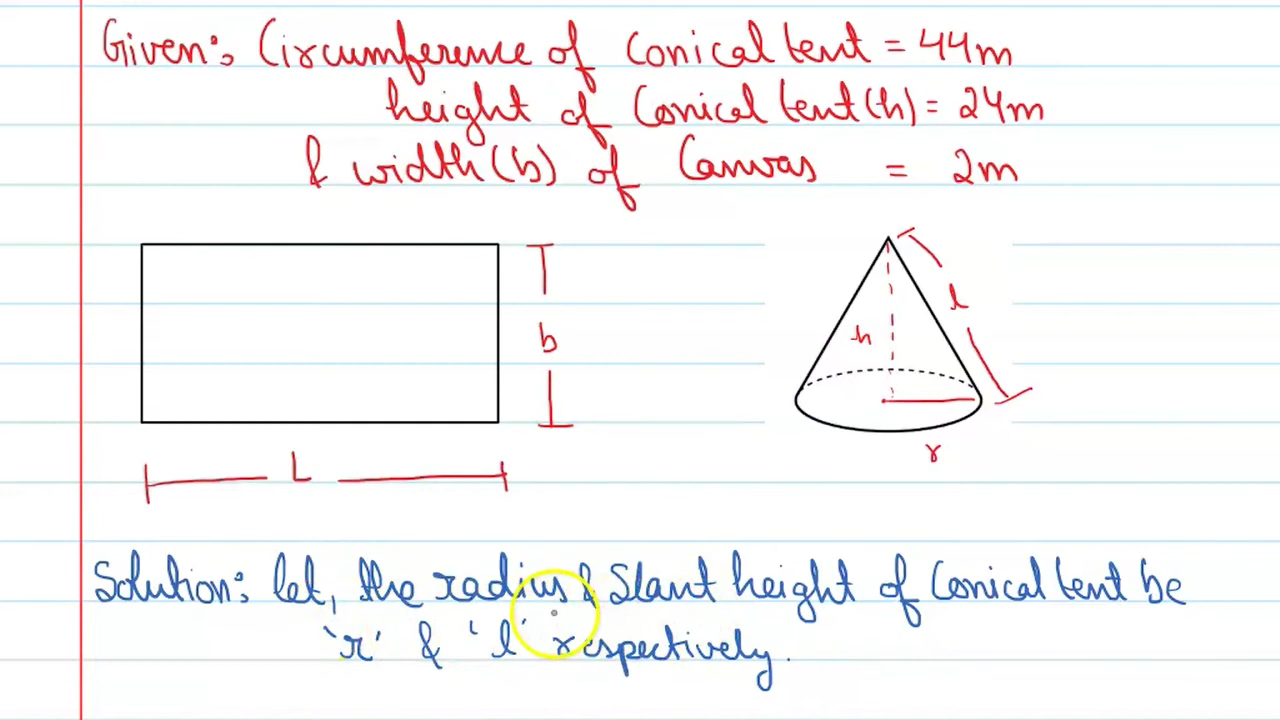 Given:, Circumference of Conical tent = 44m
height of Conical tent (h) = 24m
& width (b) of Canvas = 2m
b
h
l
r
L
Solution: let, the radius & Slant height of Conical tent be
'r' & 'l' respectively.